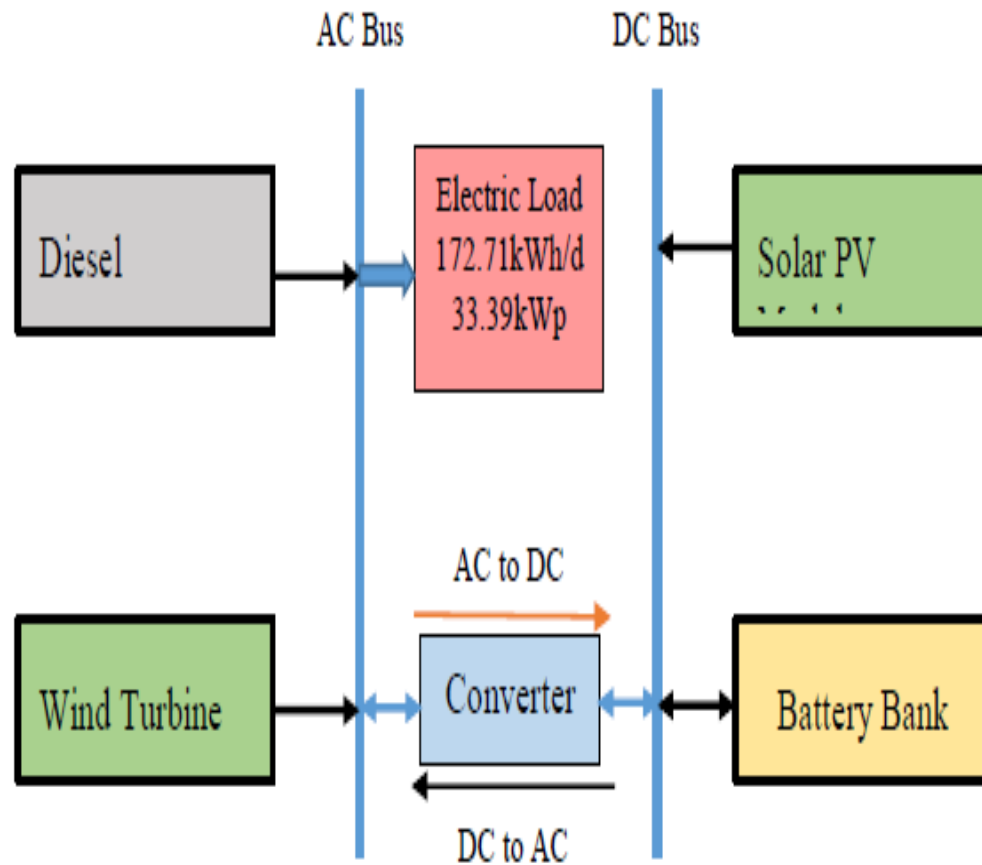 AC Bus
DC Bus
Diesel
Electric Load
172.71kWh/d
33.39kWp
Solar PV
AC to DC
Wind Turbine
Converter
Battery Bank
DC to AC